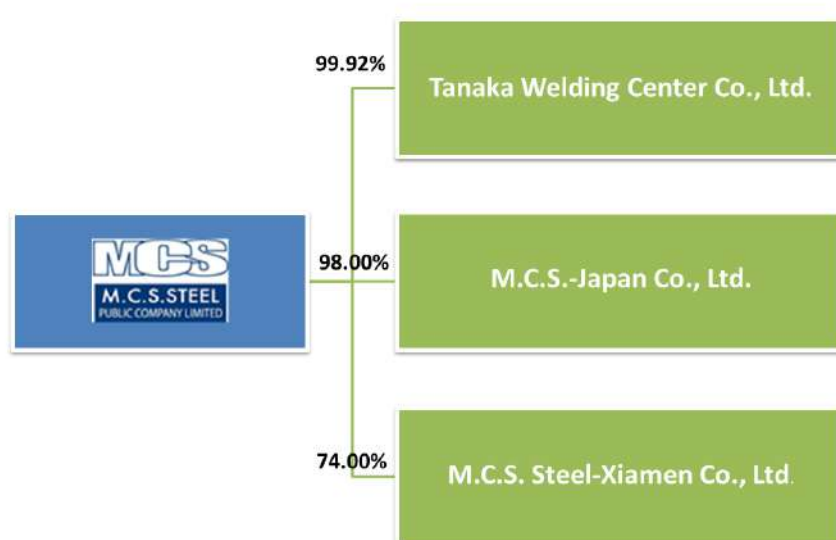 99.92%
Tanaka Welding Center Co., Ltd.
MCS
M.C.S.STEEL
PUBLIC COMPANY LIMITED
98.00%
M.C.S.-Japan Co., Ltd.
74.00%
M.C.S. Steel-Xiamen Co., Ltd.